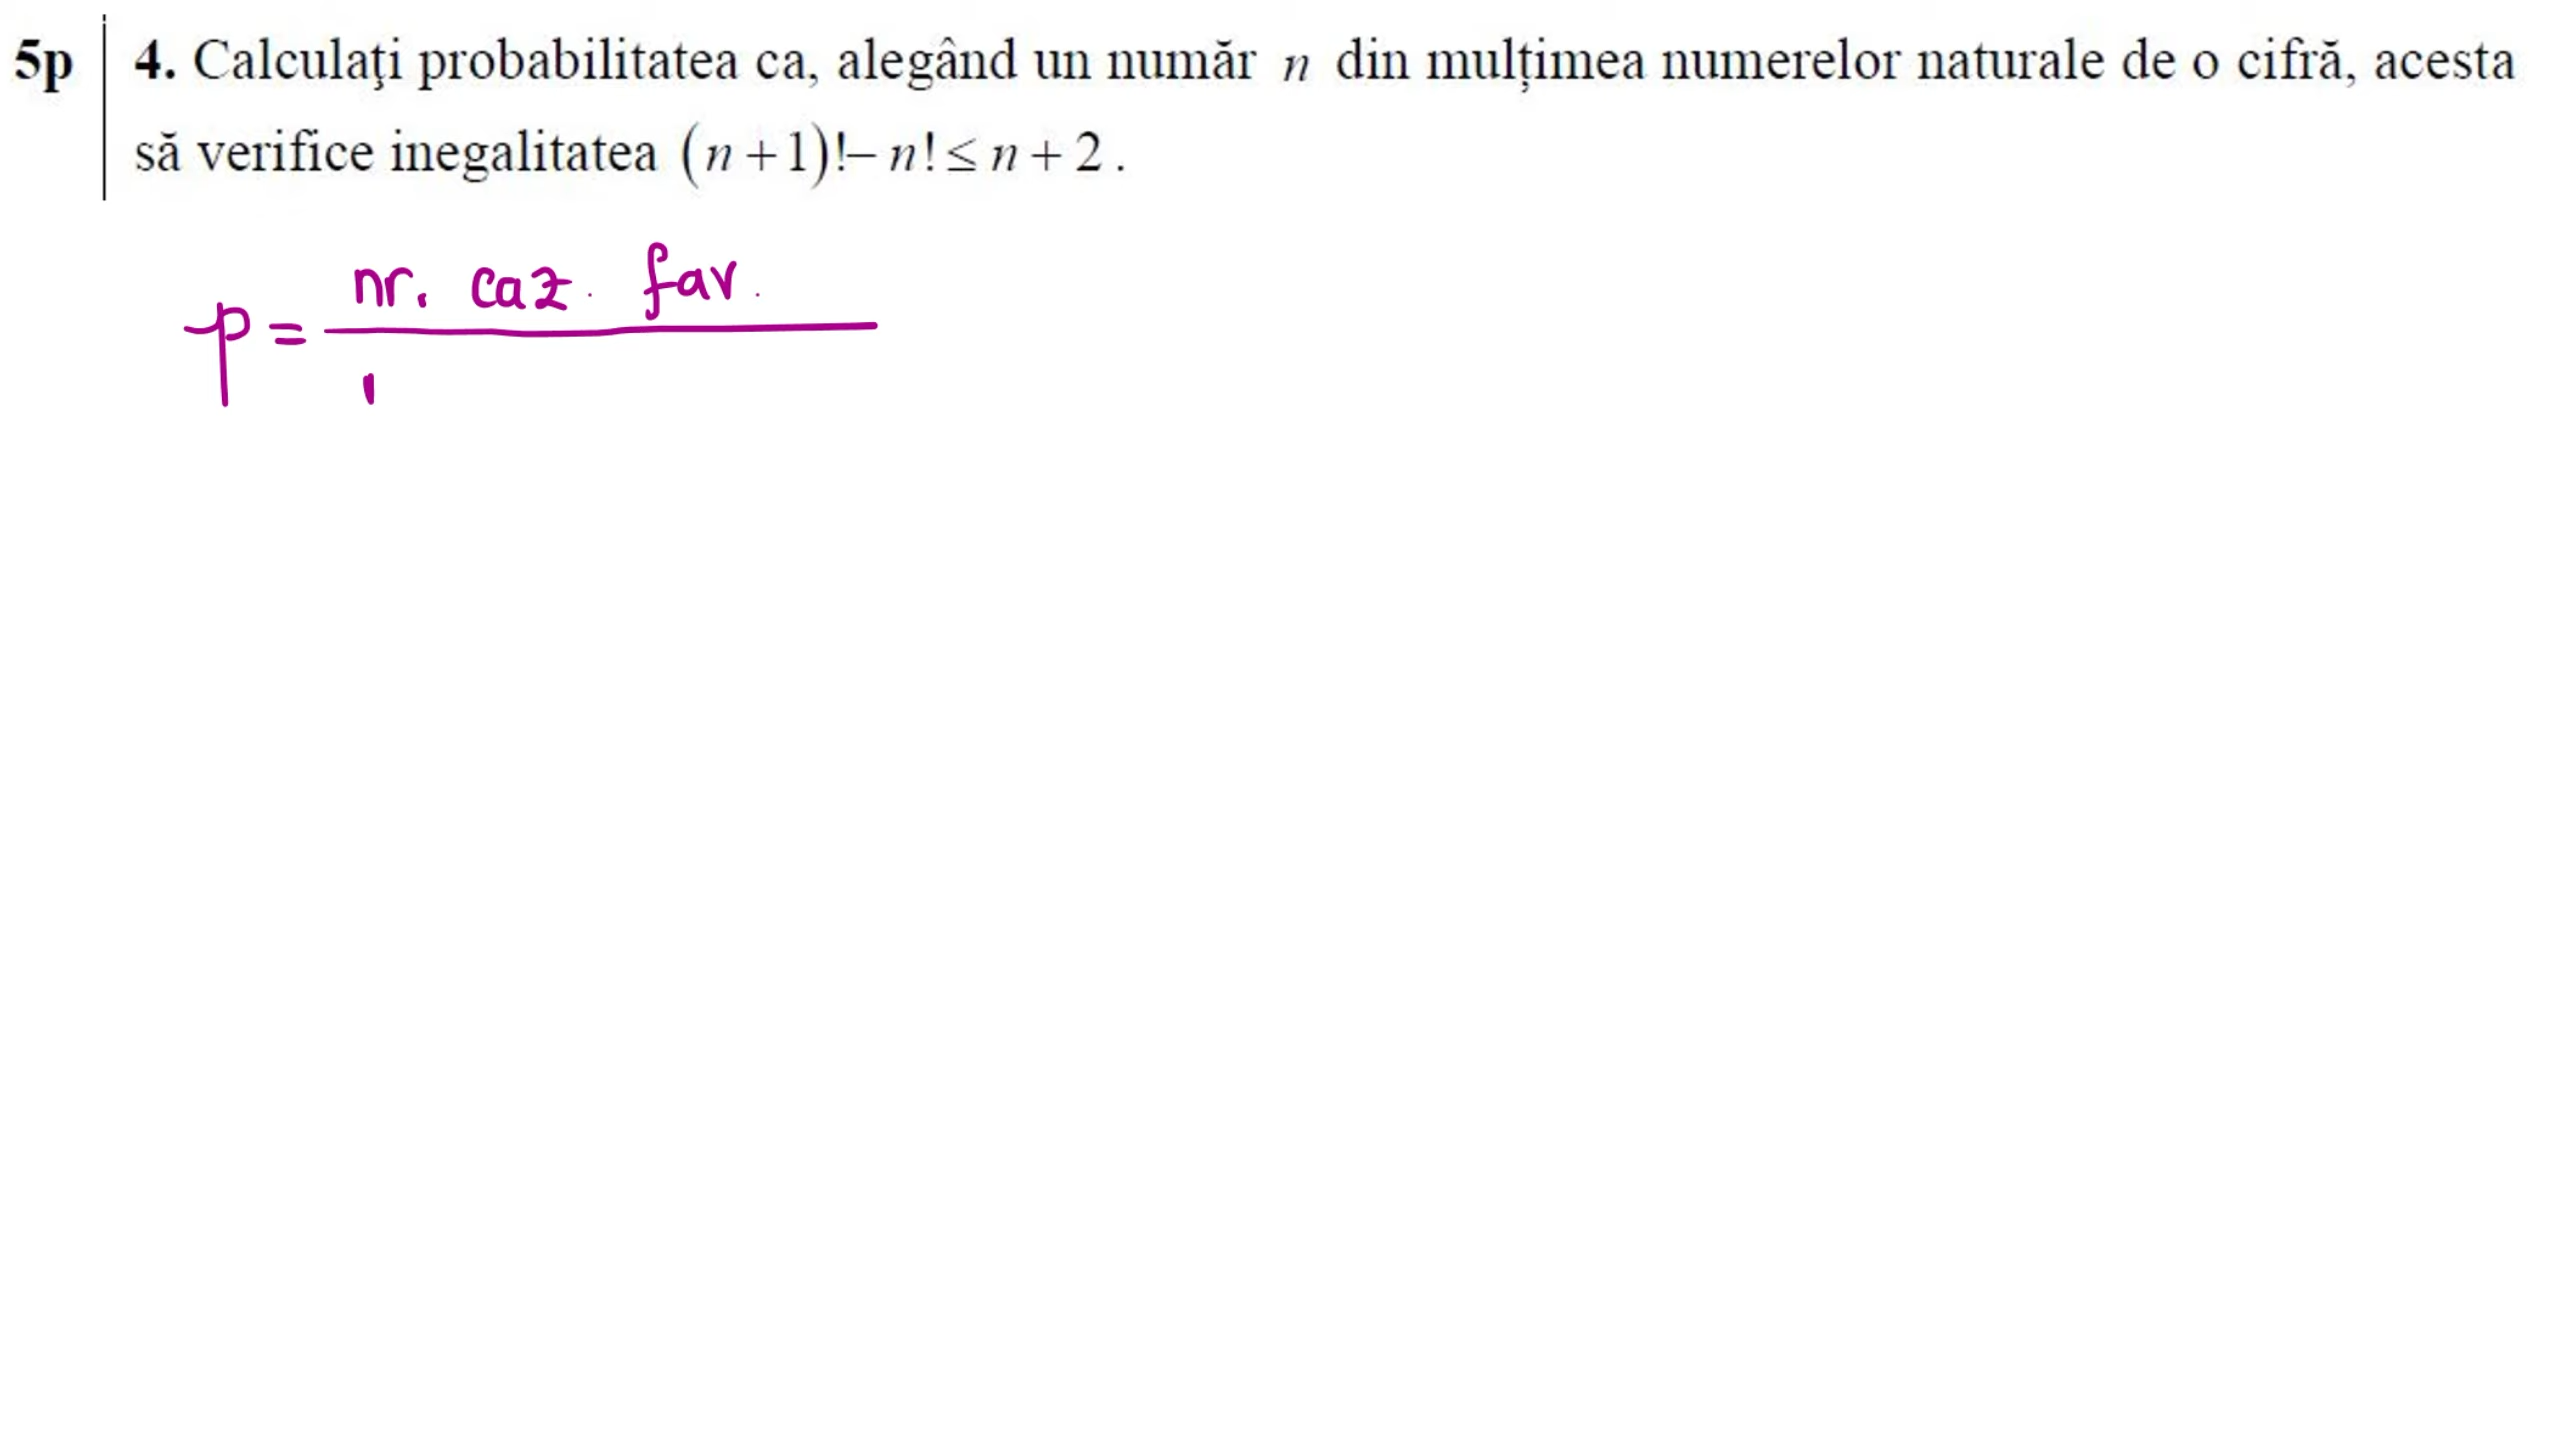 5p 4. Calculaţi probabilitatea ca, alegând un număr n din mulțimea numerelor naturale de o cifră, acesta
să verifice inegalitatea (n+1)!−n!≤n+2.
nr. caz. fav.
p=